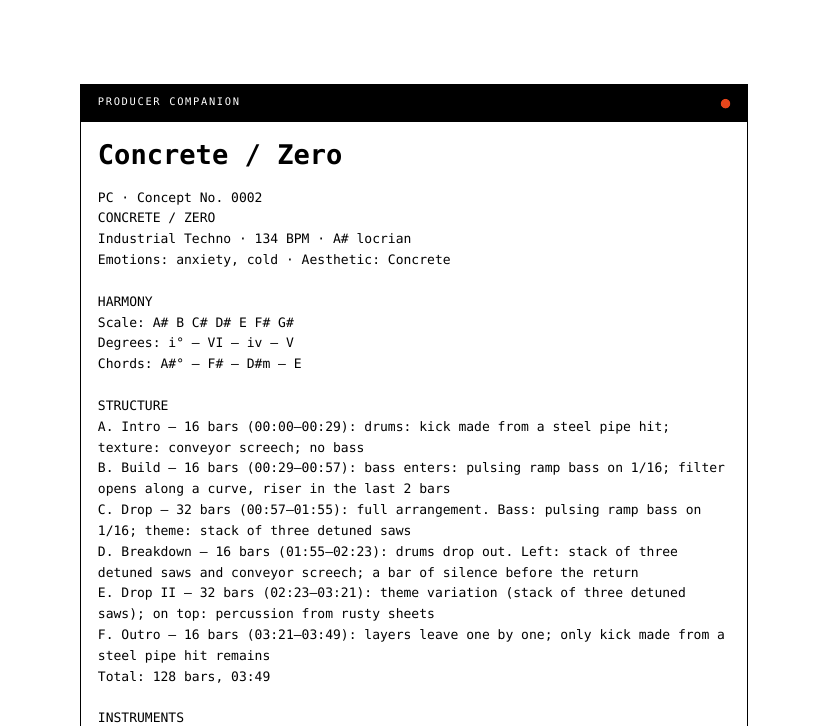 PRODUCER COMPANION
Concrete / Zero
PC · Concept No. 0002
CONCRETE / ZERO
Industrial Techno · 134 BPM · A# locrian
Emotions: anxiety, cold · Aesthetic: Concrete
HARMONY
Scale: A# B C# D# E F# G#
Degrees: i° — VI — iv — V
Chords: A#° — F# — D#m — E
STRUCTURE
A. Intro — 16 bars (00:00–00:29): drums: kick made from a steel pipe hit;
texture: conveyor screech; no bass
B. Build — 16 bars (00:29–00:57): bass enters: pulsing ramp bass on 1/16; filter
opens along a curve, riser in the last 2 bars
C. Drop — 32 bars (00:57–01:55): full arrangement. Bass: pulsing ramp bass on
1/16; theme: stack of three detuned saws
D. Breakdown — 16 bars (01:55–02:23): drums drop out. Left: stack of three
detuned saws and conveyor screech; a bar of silence before the return
E. Drop II — 32 bars (02:23–03:21): theme variation (stack of three detuned
saws); on top: percussion from rusty sheets
F. Outro — 16 bars (03:21–03:49): layers leave one by one; only kick made from a
steel pipe hit remains
Total: 128 bars, 03:49
INSTRUMENTS